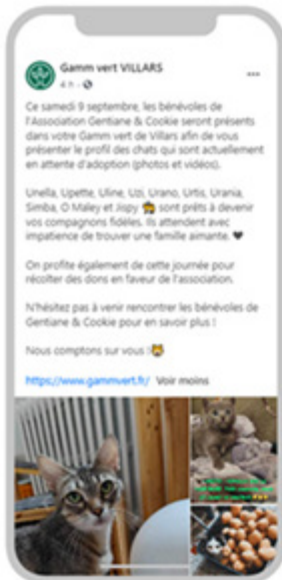 Gamm vert VILLARS
4 h ·
Ce samedi 9 septembre, les bénévoles de
l'Association Gentiane & Cookie seront présents
dans votre Gamm vert de Villars afin de vous
présenter le profil des chats qui sont actuellement
en attente d'adoption (photos et vidéos).
Unella, Upette, Uline, Uzi, Urano, Urtis, Urania,
Simba, O Maley et Jispy 🐱 sont prêts à devenir
vos compagnons fidèles. Ils attendent avec
impatience de trouver une famille aimante. 🖤
On profite également de cette journée pour
récolter des dons en faveur de l'association.
N'hésitez pas à venir rencontrer les bénévoles de
Gentiane & Cookie pour en savoir plus !
Nous comptons sur vous !🐱
https://www.gammvert.fr/ Voir moins